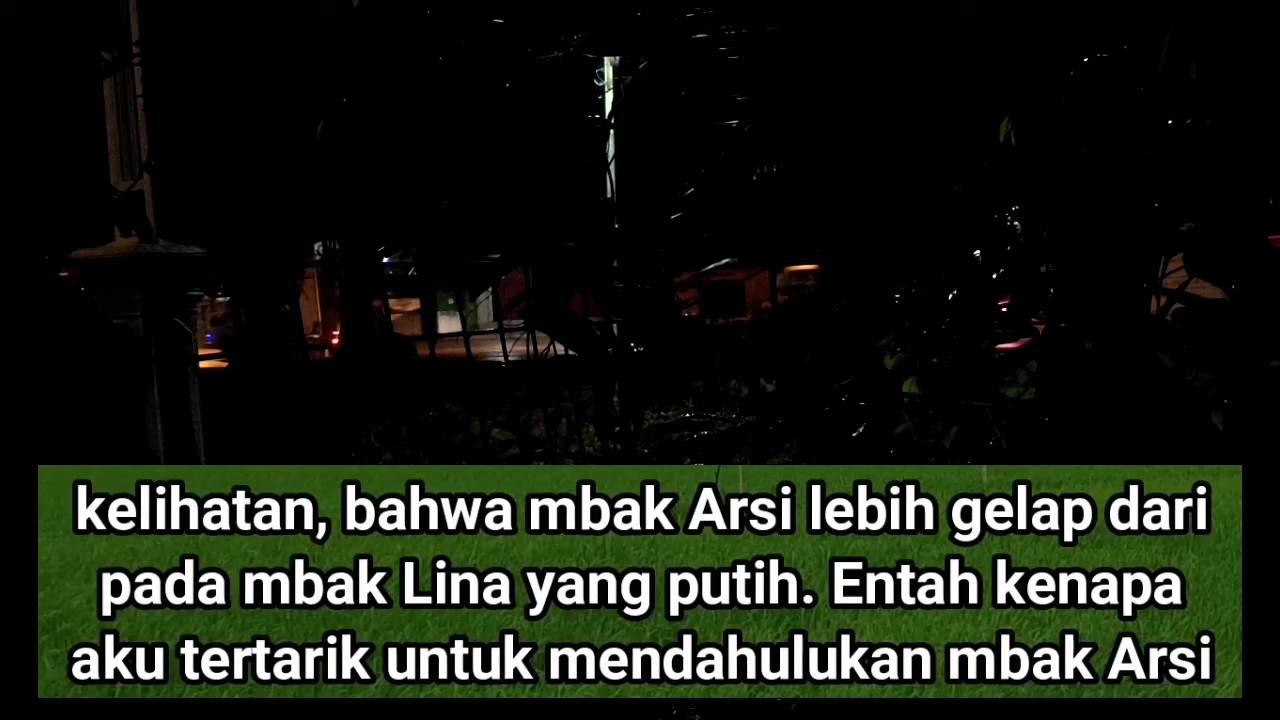 kelihatan, bahwa mbak Arsi lebih gelap dari
pada mbak Lina yang putih. Entah kenapa
aku tertarik untuk mendahulukan mbak Arsi